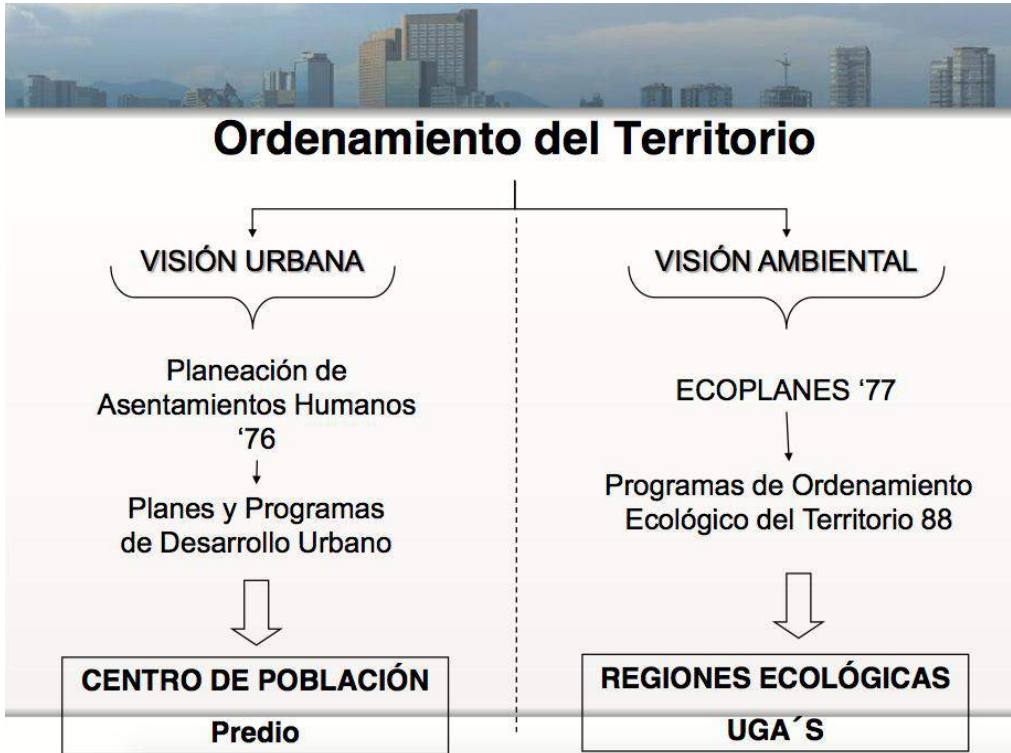 Ordenamiento del Territorio
VISIÓN URBANA
Planeación de
Asentamientos Humanos
‘76
Planes y Programas
de Desarrollo Urbano
CENTRO DE POBLACIÓN
Predio
VISIÓN AMBIENTAL
ECOPLANES ‘77
Programas de Ordenamiento
Ecológico del Territorio 88
REGIONES ECOLÓGICAS
UGA´S